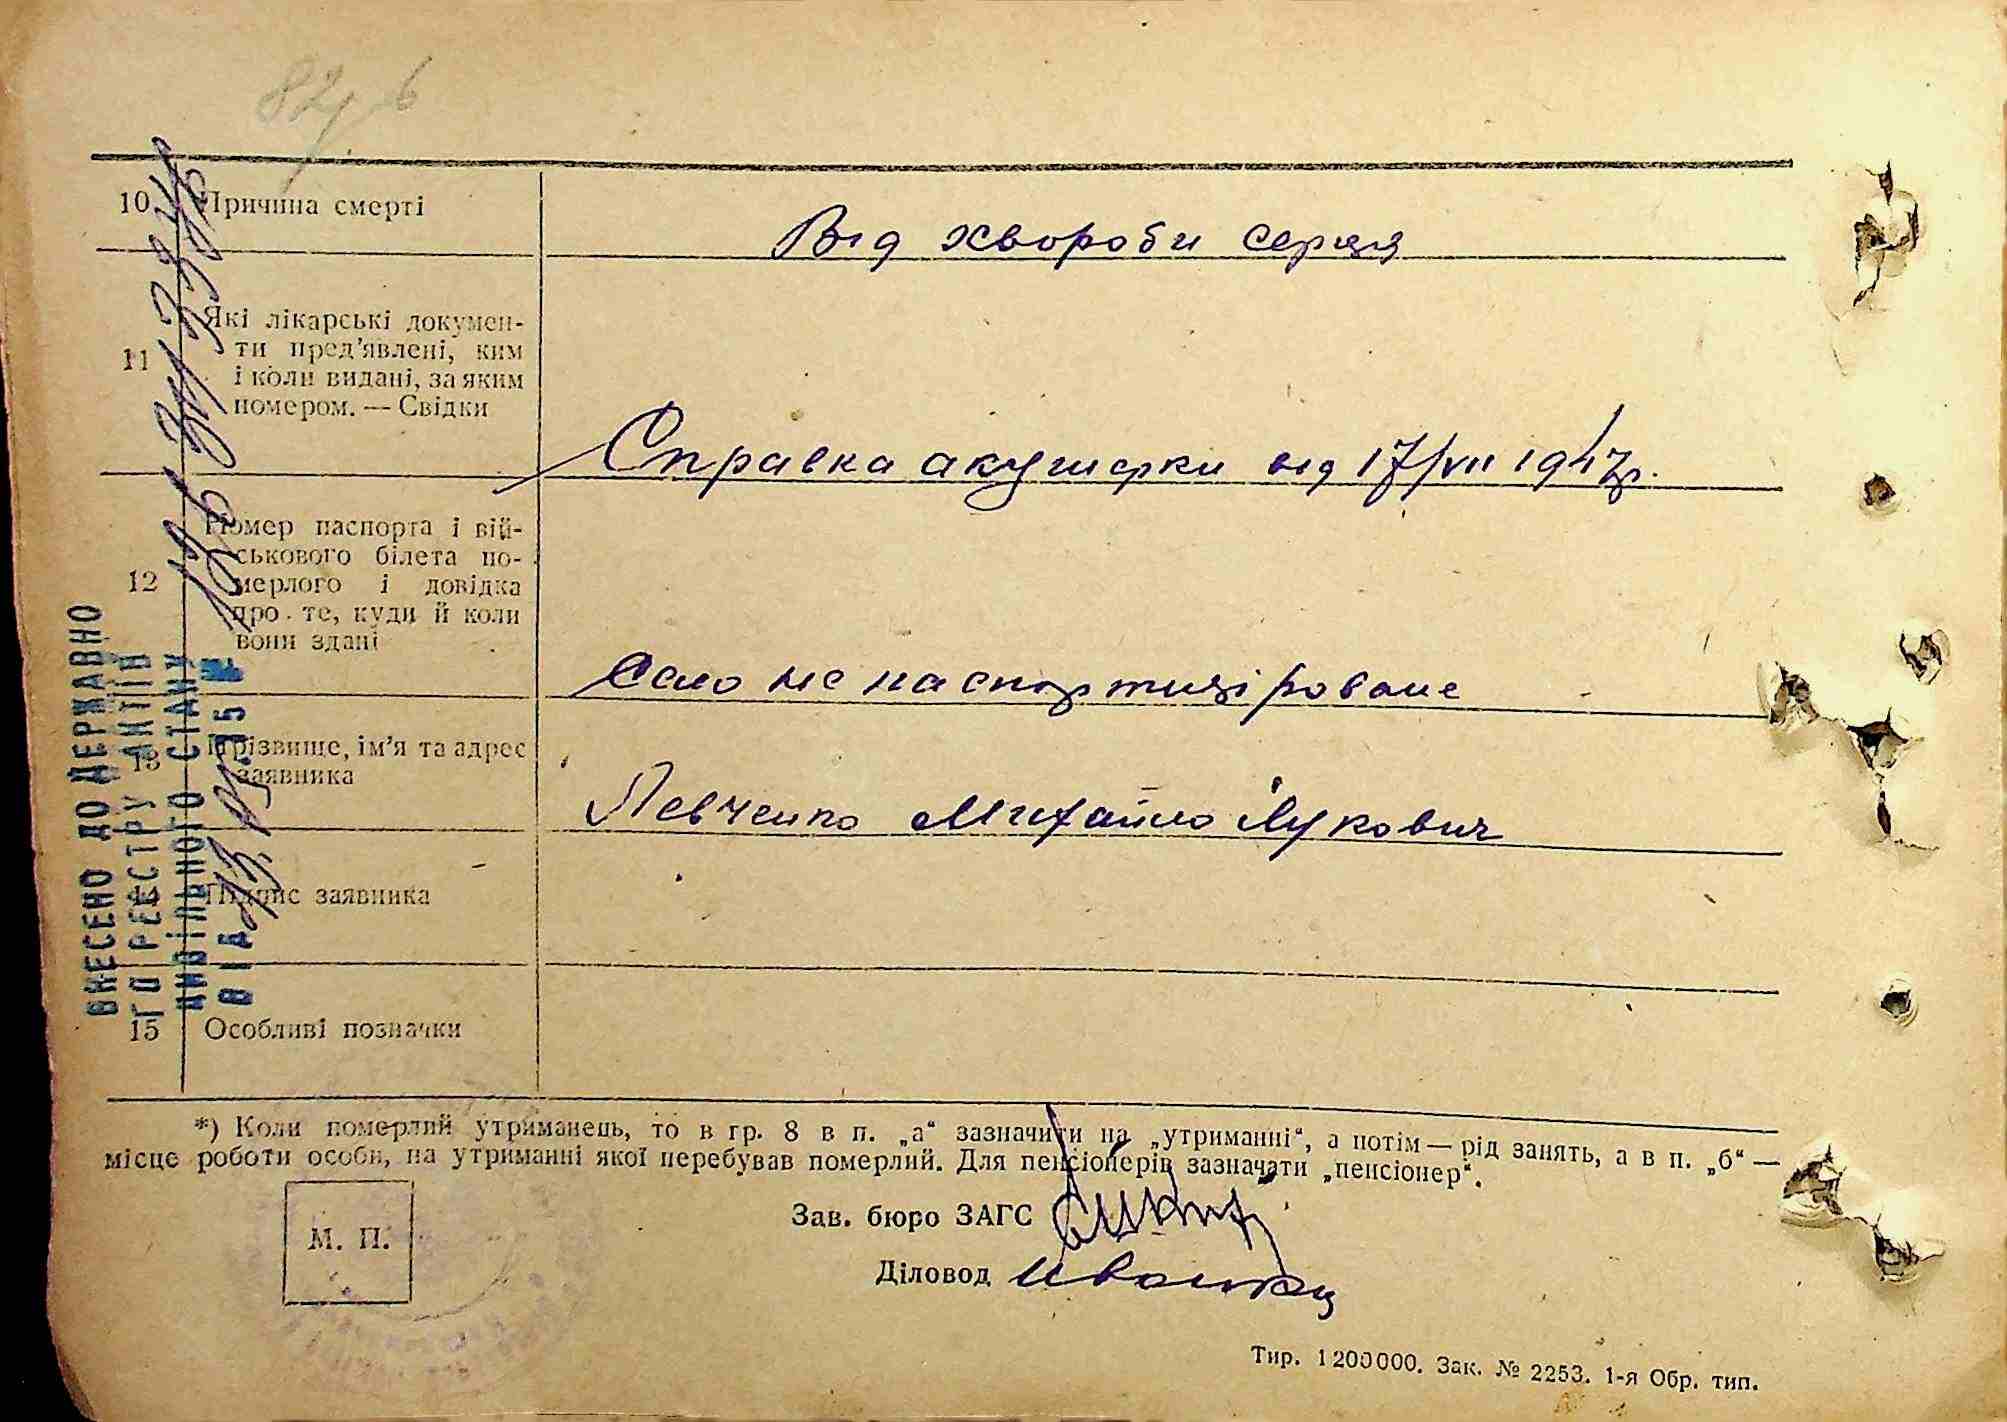 10 Причина смерті
Від хвороби серця
11 Які лікарські докумен-
ти пред'явлені, ким
і коли видані, за яким
номером. — Свідки
Справка акушерки від 17/VII 1947р.
12 Номер паспорта і вій-
ськового білета по-
мерлого і довідка
про те, куди й коли
вони здані
Село не паспортизіроване
13 Прізвище, ім'я та адрес
заявника
Левченко Михайло Лукович
14 Підпис заявника
15 Особливі позначки
ВНЕСЕНО ДО ДЕРЖАВНО
ГО РЕЄСТРУ АКТІВ
ЦИВІЛЬНОГО СТАНУ
ВІД
*) Коли померлий утриманець, то в гр. 8 в п. „а“ зазначити на „утриманні“, а потім — рід занять, а в п. „б“ —
місце роботи особи, на утриманні якої перебував померлий. Для пенсіонерів зазначати „пенсіонер“.
М. П.
Зав. бюро ЗАГС
Діловод
Тир. 1200000. Зак. № 2253. 1-я Обр. тип.